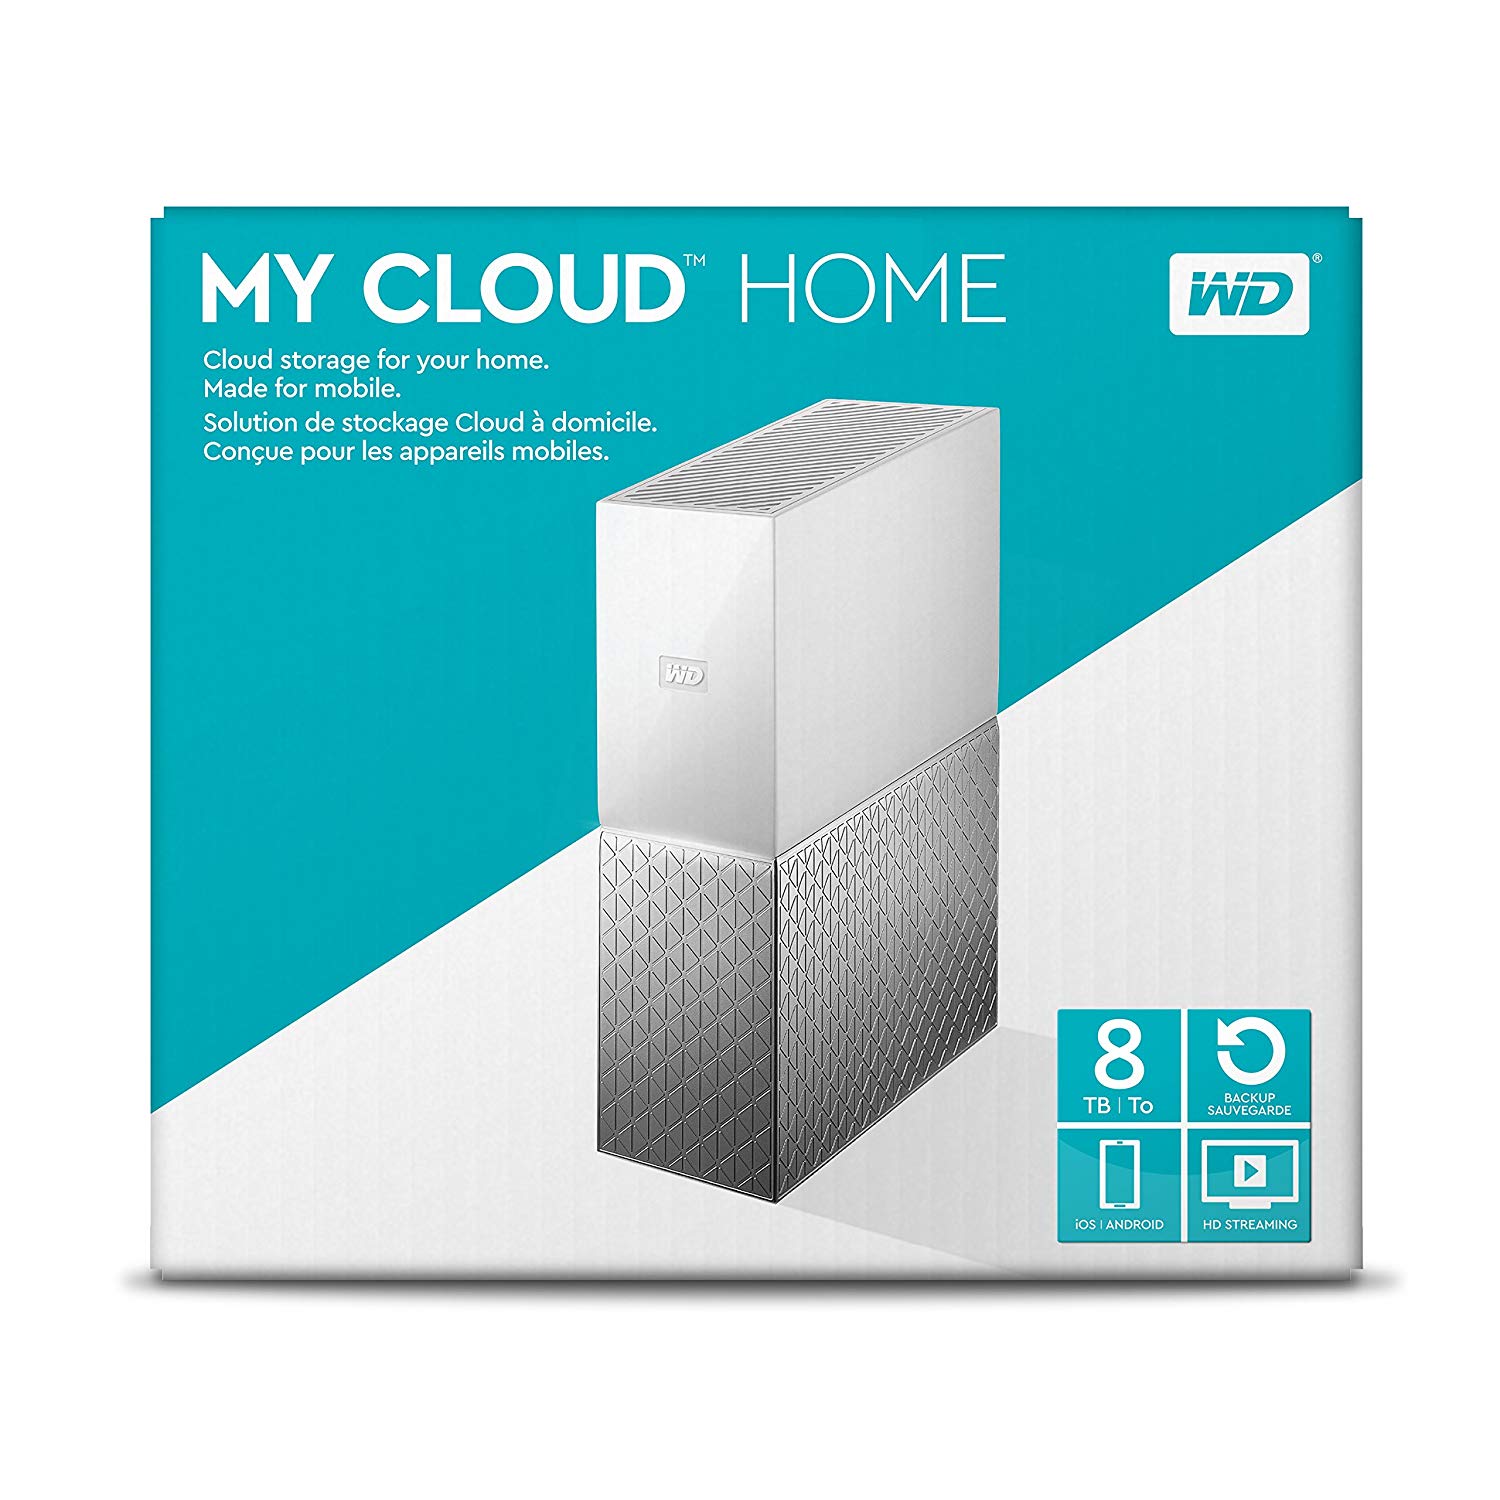 MY CLOUD™ HOME
WD®
Cloud storage for your home.
Made for mobile.
Solution de stockage Cloud à domicile.
Conçue pour les appareils mobiles.
WD
8
TB | To
BACKUP
SAUVEGARDE
iOS | ANDROID
HD STREAMING